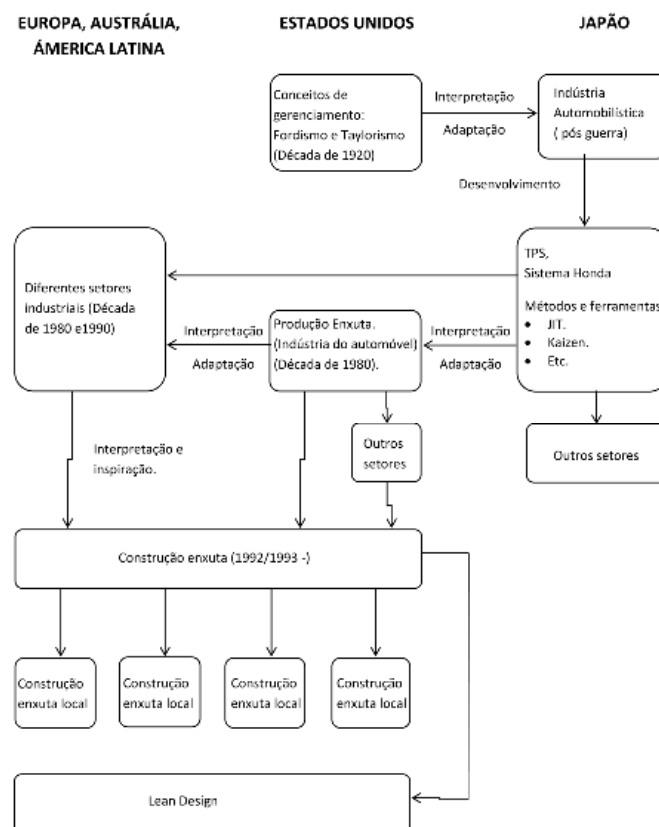 EUROPA, AUSTRÁLIA,
ÁMERICA LATINA
ESTADOS UNIDOS
JAPÃO
Conceitos de
gerenciamento:
Fordismo e Taylorismo
(Década de 1920)
Interpretação
Adaptação
Indústria
Automobilística
( pós guerra)
Desenvolvimento
Diferentes setores
industriais (Década
de 1980 e1990)
Interpretação
Adaptação
Produção Enxuta.
(Indústria do automóvel)
(Década de 1980).
Interpretação
Adaptação
TPS,
Sistema Honda
Métodos e ferramentas
• JIT.
• Kaizen.
• Etc.
Interpretação e
inspiração.
Outros
setores
Outros setores
Construção enxuta (1992/1993 -)
Construção
enxuta local
Construção
enxuta local
Construção
enxuta local
Construção
enxuta local
Lean Design